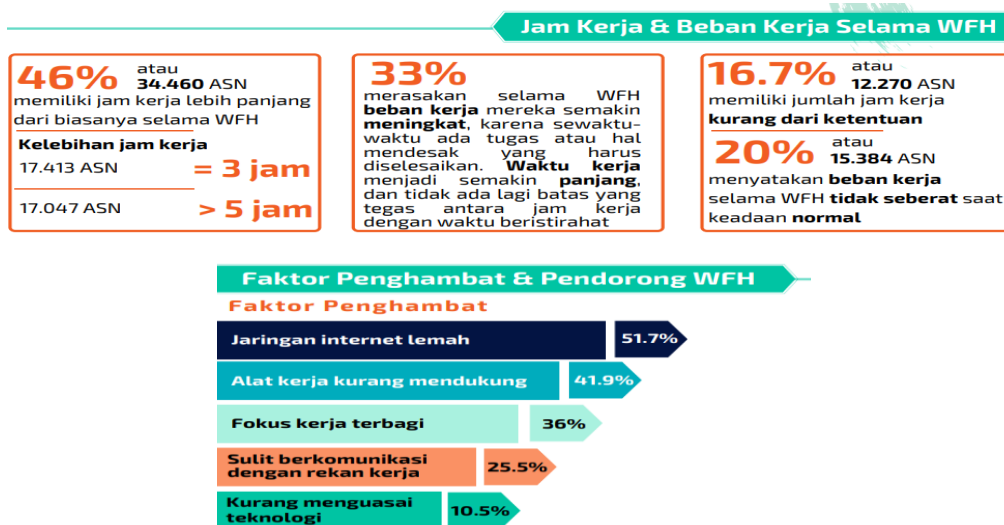 Jam Kerja & Beban Kerja Selama WFH
46% atau
34.460 ASN
memiliki jam kerja lebih panjang
dari biasanya selama WFH
Kelebihan jam kerja
17.413 ASN = 3 jam
17.047 ASN > 5 jam
33%
merasakan selama WFH
beban kerja mereka semakin
meningkat, karena sewaktu-
waktu ada tugas atau hal
mendesak yang harus
diselesaikan. Waktu kerja
menjadi semakin panjang,
dan tidak ada lagi batas yang
tegas antara jam kerja
dengan waktu beristirahat
16.7% atau
12.270 ASN
memiliki jumlah jam kerja
kurang dari ketentuan
20% atau
15.384 ASN
menyatakan beban kerja
selama WFH tidak seberat saat
keadaan normal
Faktor Penghambat & Pendorong WFH
Faktor Penghambat
Jaringan internet lemah 51.7%
Alat kerja kurang mendukung 41.9%
Fokus kerja terbagi 36%
Sulit berkomunikasi
dengan rekan kerja 25.5%
Kurang menguasai
teknologi 10.5%